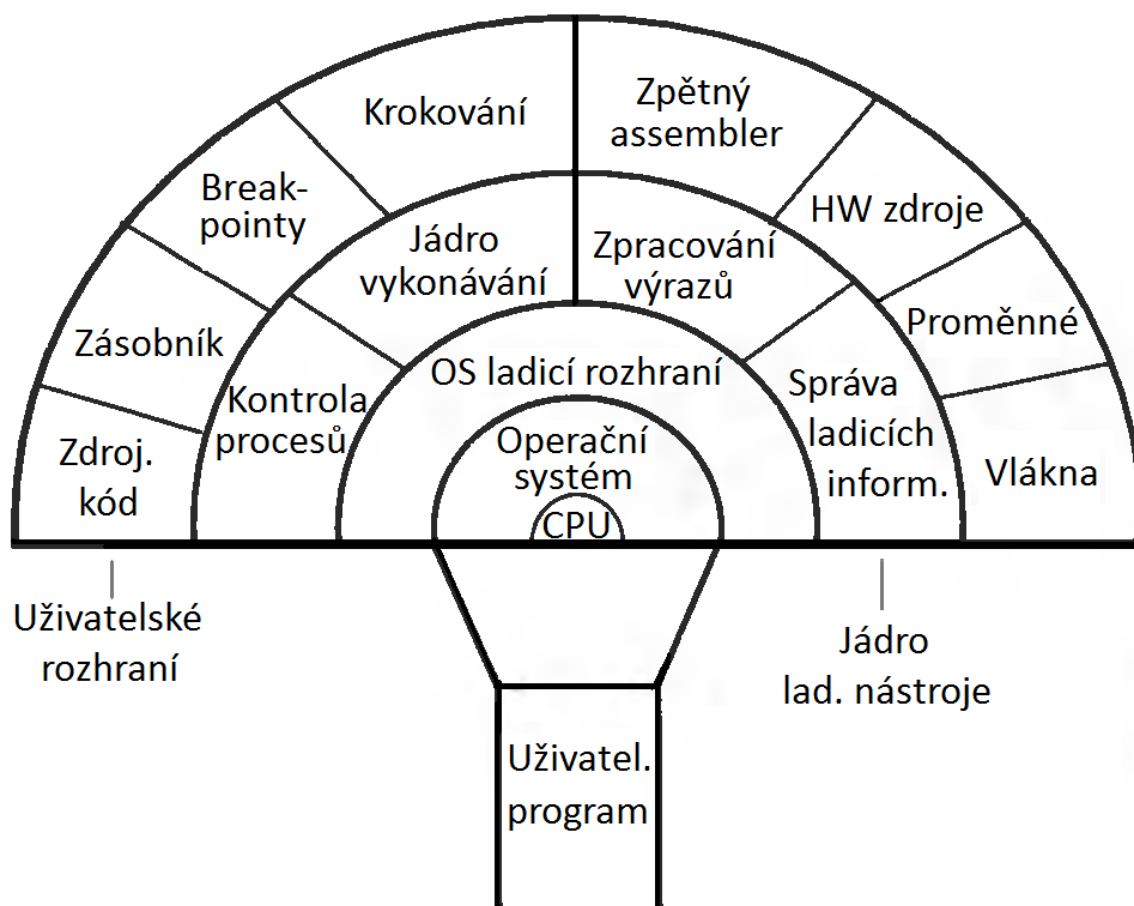 Krokování
Zpětný
assembler
Break-
pointy
HW zdroje
Jádro
vykonávání
Zpracování
výrazů
Zásobník
Proměnné
OS ladicí rozhraní
Kontrola
procesů
Správa
ladicích
inform.
Zdroj.
kód
Operační
systém
Vlákna
CPU
Uživatelské
rozhraní
Jádro
lad. nástroje
Uživatel.
program